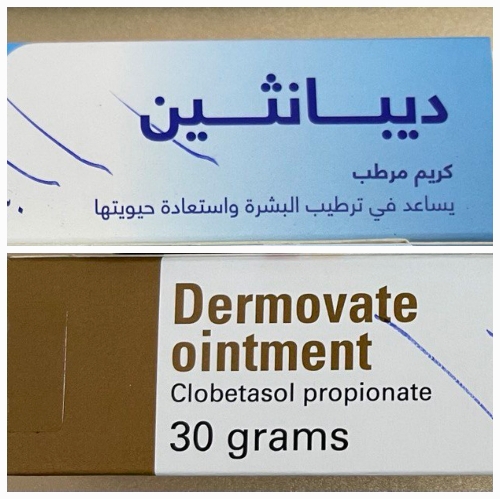 ديبانثين
كريم مرطب
يساعد في ترطيب البشرة واستعادة حيويتها
Dermovate
ointment
Clobetasol propionate
30 grams